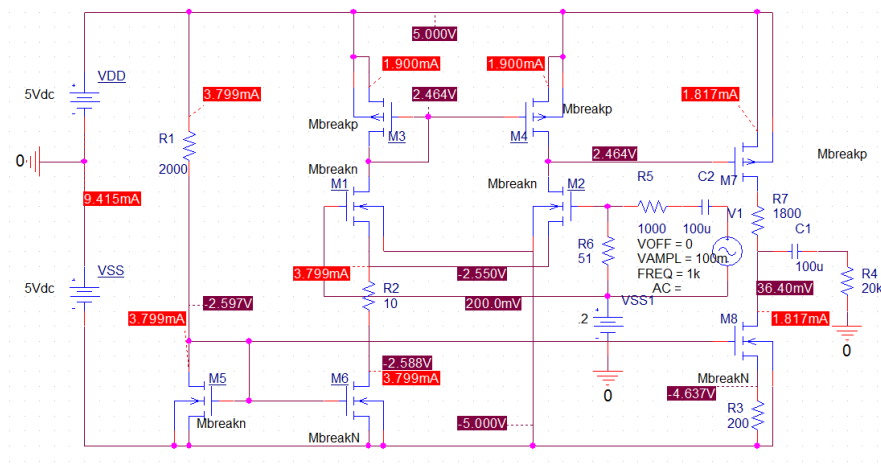 5.000V
1.900mA
1.900mA
VDD
5Vdc
3.799mA
2.464V
1.817mA
Mbreakp
Mbreakp
R1
M3
M4
0
2000
Mbreakn
2.464V
Mbreakp
M1
Mbreakn
M2
R5
C2
M7
9.415mA
V1
R7
1800
1000
100u
C1
R6
51
VOFF = 0
VAMPL = 100m
FREQ = 1k
AC =
VSS
3.799mA
-2.550V
100u
R4
20k
5Vdc
R2
10
36.40mV
-2.597V
200.0mV
VSS1
3.799mA
.2
M8
1.817mA
0
-2.588V
3.799mA
M5
M6
0
MbreakN
-4.637V
Mbreakn
R3
200
-5.000V
MbreakN